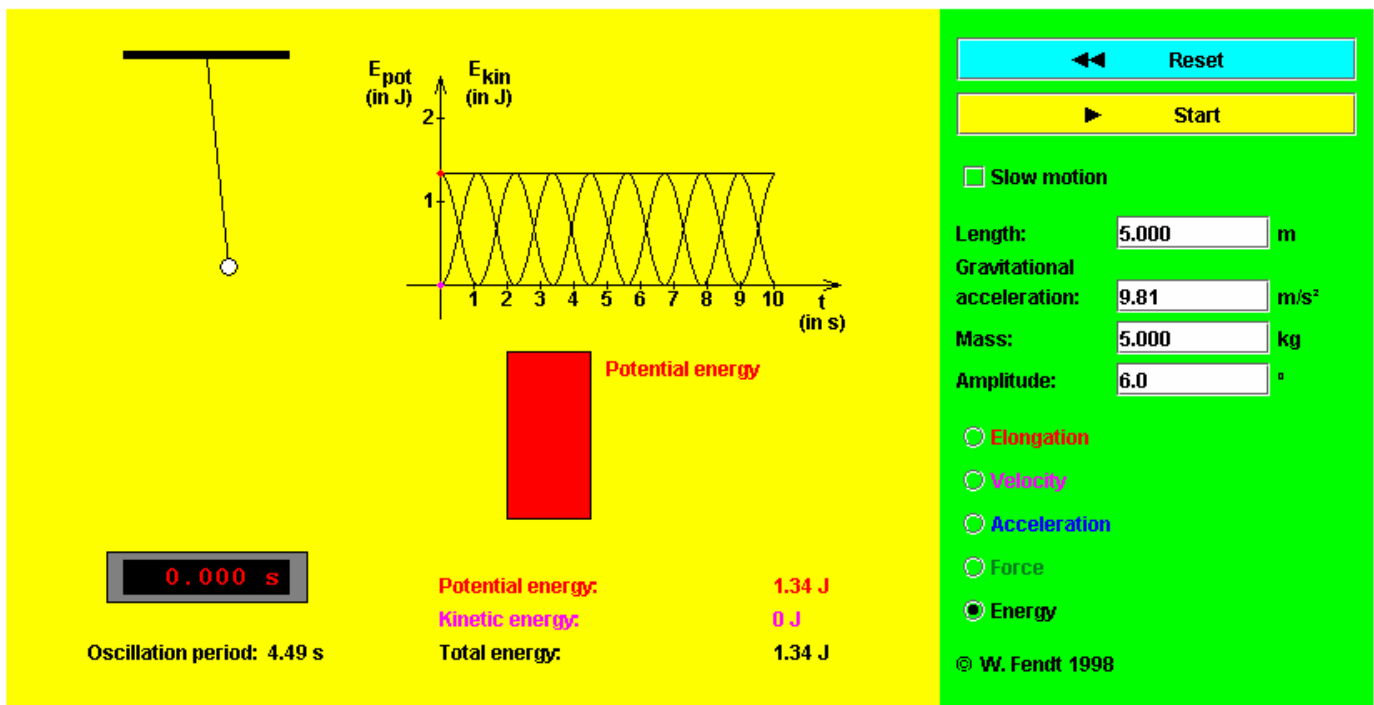 E pot
(in J)
E kin
(in J)
2
1
1 2 3 4 5 6 7 8 9 10
t
(in s)
Potential energy
0.000 s
Oscillation period: 4.49 s
Potential energy: 1.34 J
Kinetic energy: 0 J
Total energy: 1.34 J
Reset
Start
Slow motion
Length: 5.000 m
Gravitational
acceleration: 9.81 m/s²
Mass: 5.000 kg
Amplitude: 6.0 °
Elongation
Velocity
Acceleration
Force
Energy
© W. Fendt 1998